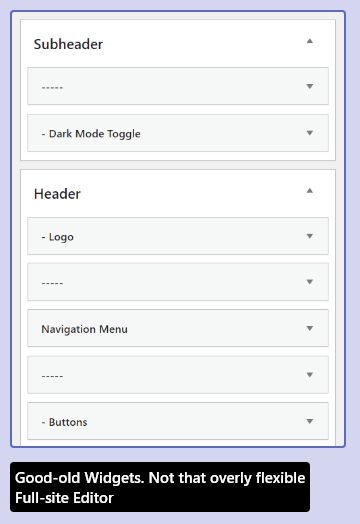 Subheader
-----
- Dark Mode Toggle
Header
- Logo
-----
Navigation Menu
-----
- Buttons
Good-old Widgets. Not that overly flexible
Full-site Editor